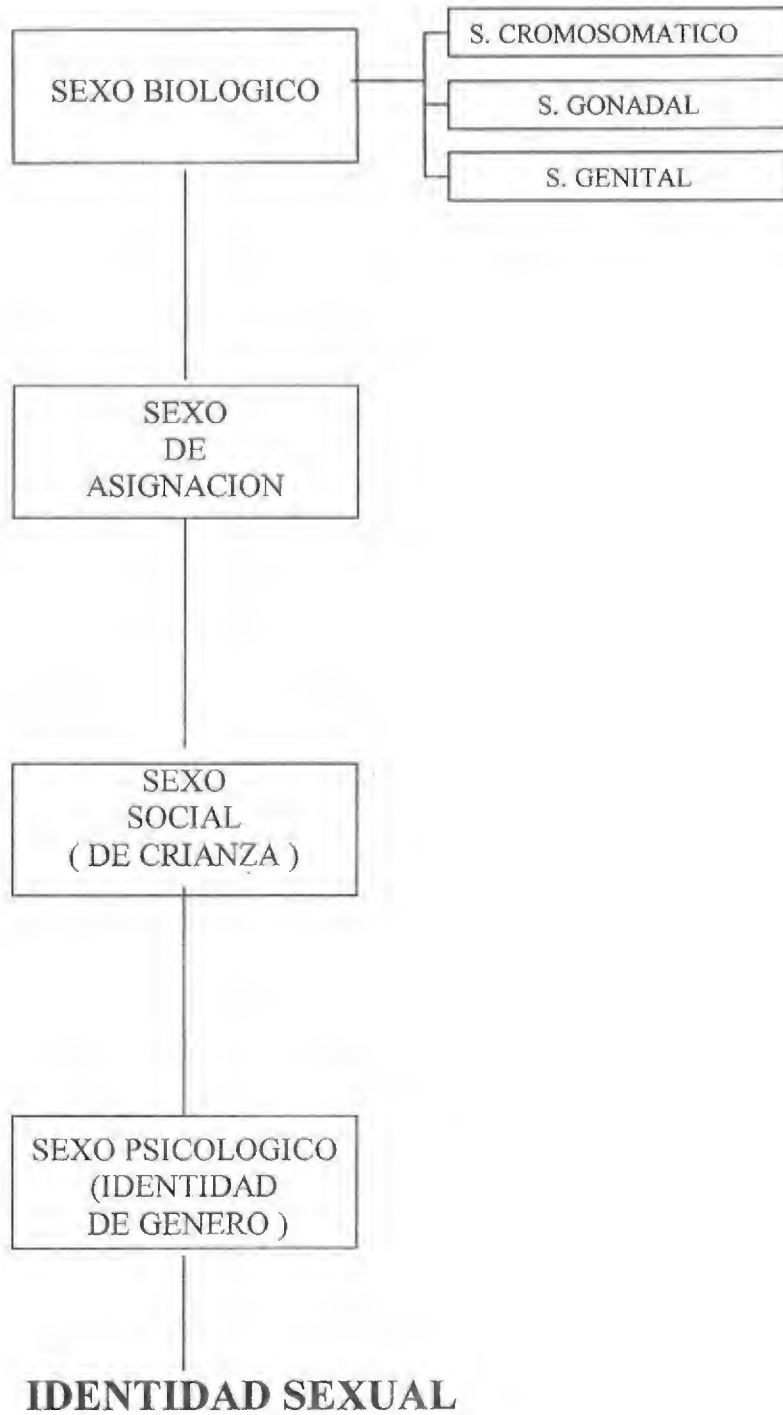 SEXO BIOLOGICO
S. CROMOSOMATICO
S. GONADAL
S. GENITAL
SEXO
DE
ASIGNACION
SEXO
SOCIAL
( DE CRIANZA )
SEXO PSICOLOGICO
(IDENTIDAD
DE GENERO )
IDENTIDAD SEXUAL